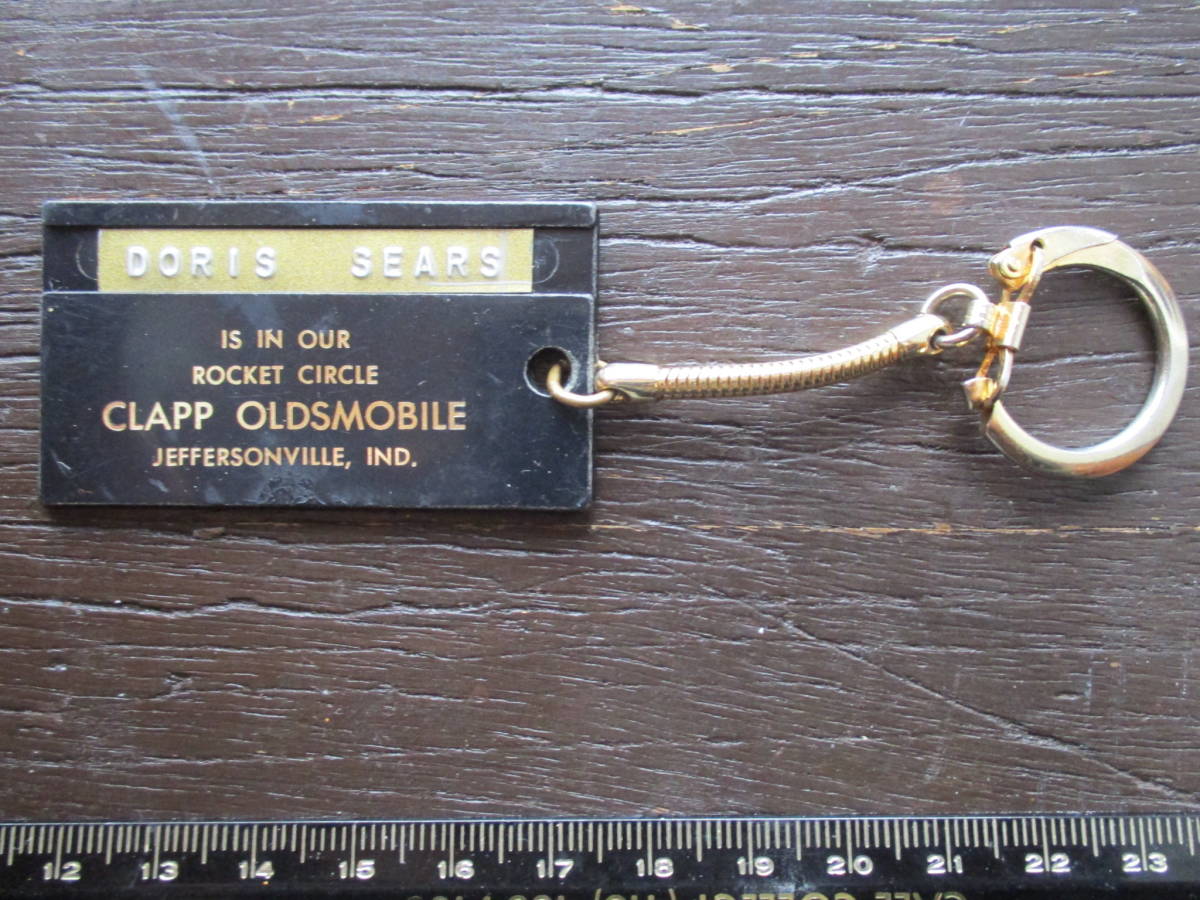 DORIS SEARS
IS IN OUR
ROCKET CIRCLE
CLAPP OLDSMOBILE
JEFFERSONVILLE, IND.
12 13 14 15 16 17 18 19 20 21 22 23